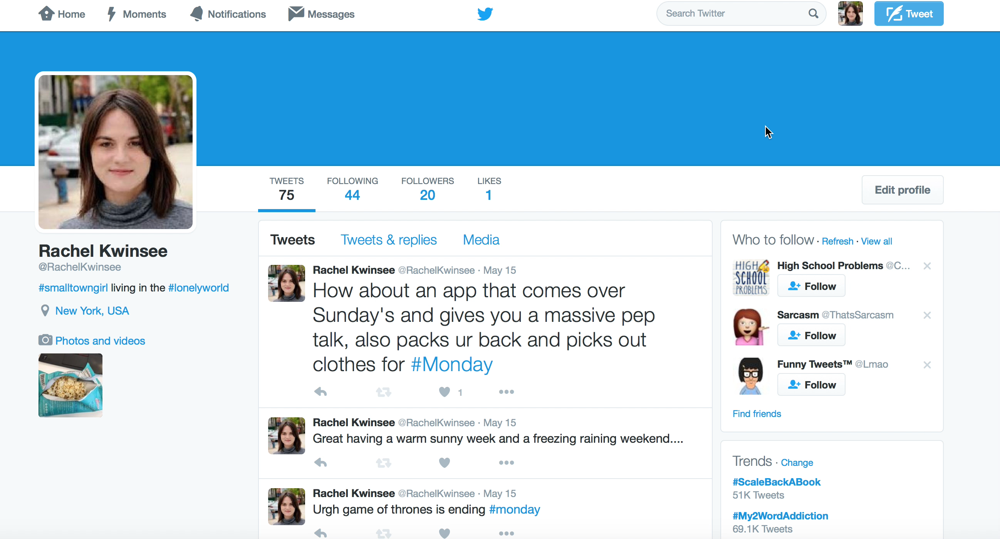 Home
Moments
Notifications
Messages
Search Twitter
Tweet
TWEETS
75
FOLLOWING
44
FOLLOWERS
20
LIKES
1
Edit profile
Rachel Kwinsee
@RachelKwinsee
#smalltowngirl living in the #lonelyworld
New York, USA
Photos and videos
Tweets
Tweets & replies
Media
Rachel Kwinsee @RachelKwinsee · May 15
How about an app that comes over
Sunday's and gives you a massive pep
talk, also packs ur back and picks out
clothes for #Monday
1
Rachel Kwinsee @RachelKwinsee · May 15
Great having a warm sunny week and a freezing raining weekend....
Rachel Kwinsee @RachelKwinsee · May 15
Urgh game of thrones is ending #monday
Who to follow · Refresh · View all
HIGH
SCHOOL
PROBLEMS
High School Problems @C...
Follow
Sarcasm @ThatsSarcasm
Follow
Funny Tweets™ @Lmao
Follow
Find friends
Trends · Change
#ScaleBackABook
51K Tweets
#My2WordAddiction
69.1K Tweets